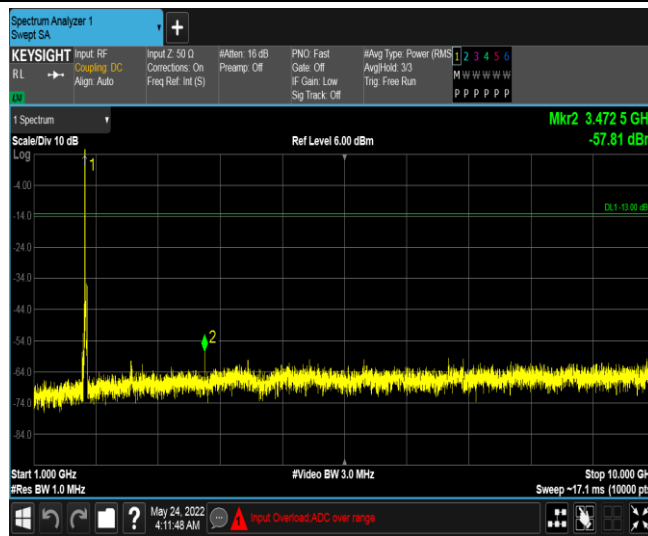 Spectrum Analyzer 1
Swept SA
+
KEYSIGHT Input: RF Input Z: 50 Ω #Atten: 16 dB PNO: Fast #Avg Type: Power (RMS 1 2 3 4 5 6
RL Coupling: DC Corrections: On Preamp: Off Gate: Off Avg|Hold: 3/3 M W W W W W
Align: Auto Freq Ref: Int (S) IF Gain: Low Trig: Free Run
Sig Track: Off P P P P P P
1 Spectrum Mkr2 3.472 5 GH
Scale/Div 10 dB Ref Level 6.00 dBm -57.81 dBr
Log
1
-4.00
DL1 -13.00 dB
-14.0
-24.0
-34.0
-44.0
-54.0
2
-64.0
-74.0
-84.0
Start 1.000 GHz #Video BW 3.0 MHz Stop 10.000 GH
#Res BW 1.0 MHz Sweep ~17.1 ms (10000 pt
? May 24, 2022 Input Overload;ADC over range
4:11:48 AM